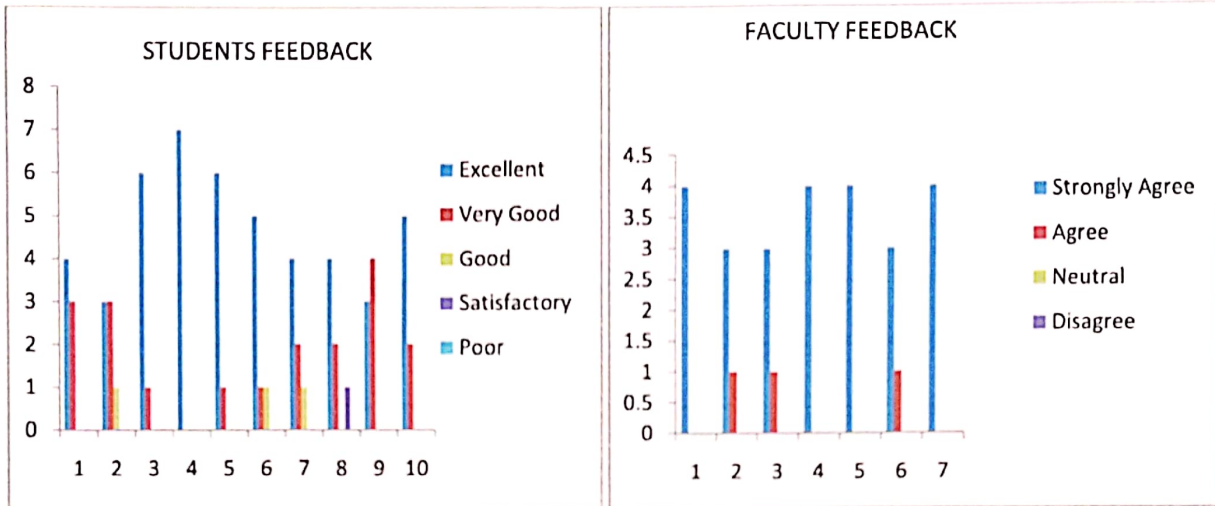 STUDENTS FEEDBACK
8
7
6
5
4
3
2
1
0
1 2 3 4 5 6 7 8 9 10
Excellent
Very Good
Good
Satisfactory
Poor
FACULTY FEEDBACK
4.5
4
3.5
3
2.5
2
1.5
1
0.5
0
1 2 3 4 5 6 7
Strongly Agree
Agree
Neutral
Disagree